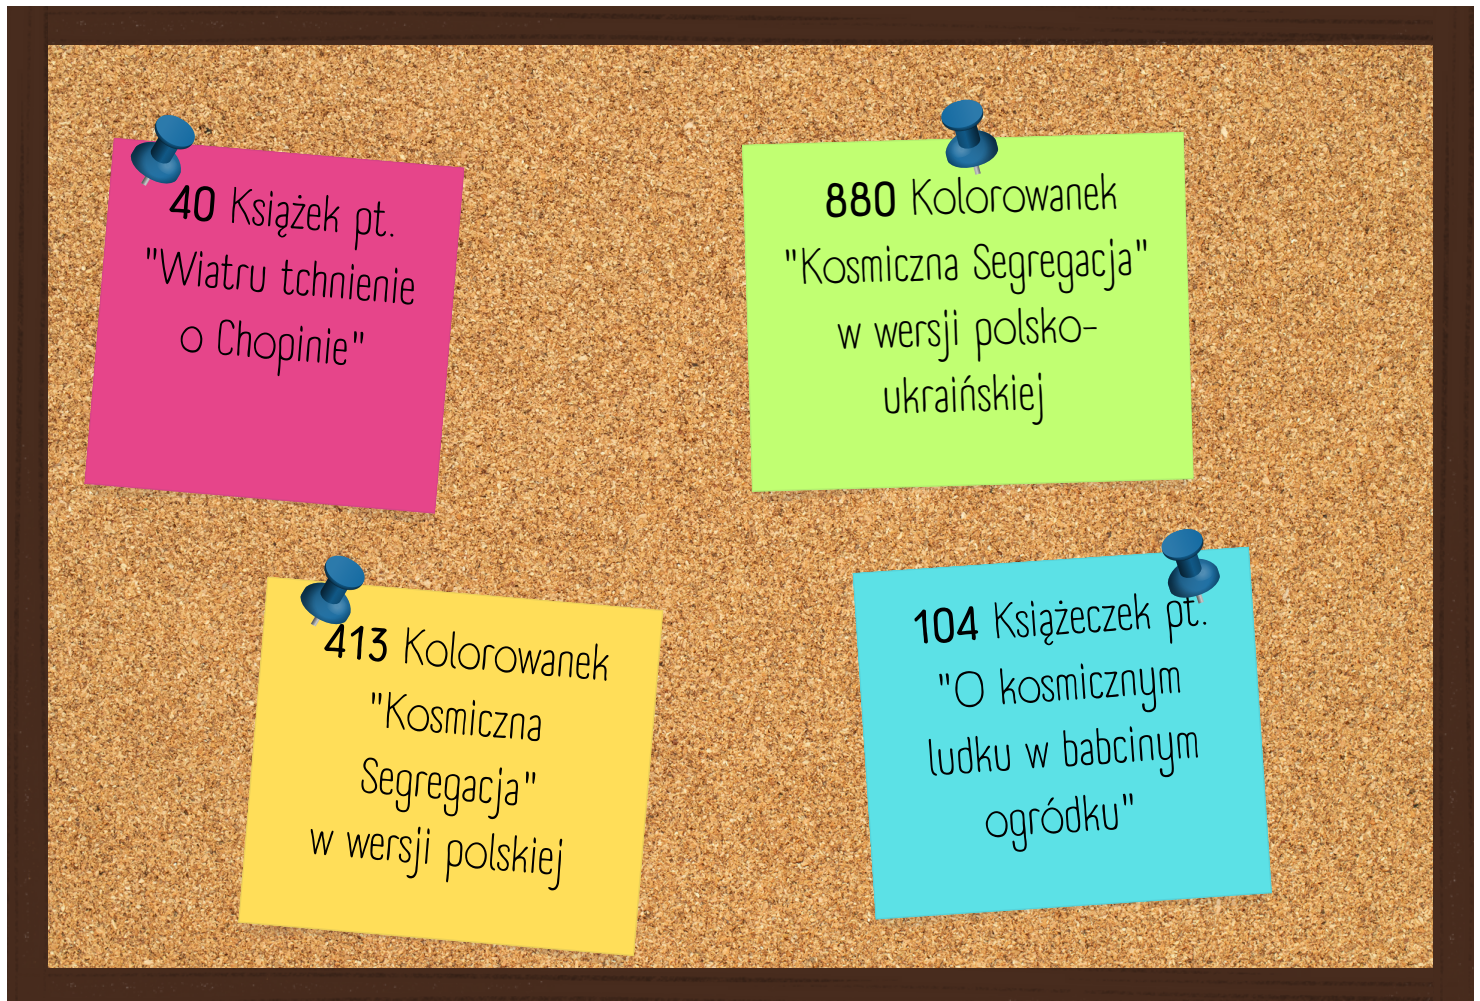 40 Książek pt.
"Wiatru tchnienie
o Chopinie"
880 Kolorowanek
"Kosmiczna Segregacja"
w wersji polsko-
ukraińskiej
413 Kolorowanek
"Kosmiczna
Segregacja"
w wersji polskiej
104 Książeczek pt.
"O kosmicznym
ludku w babcinym
ogródku"